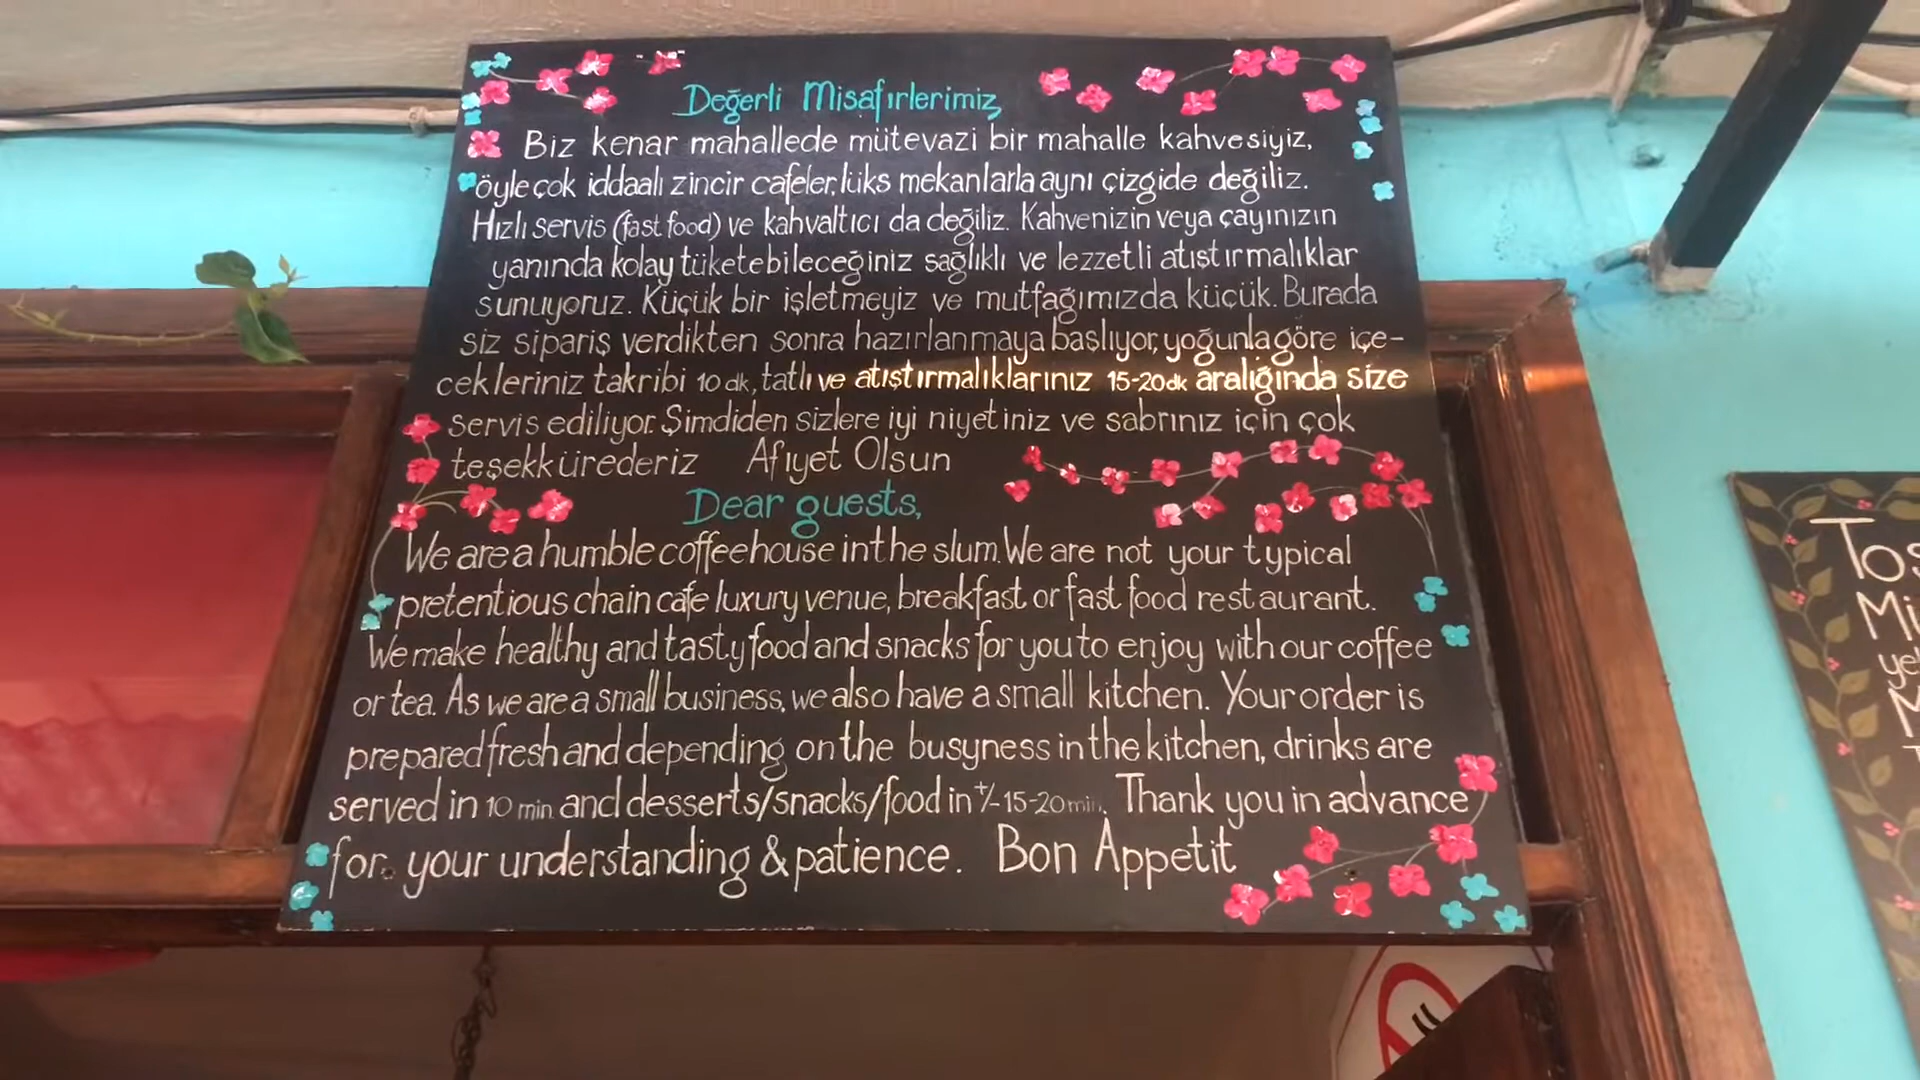 Değerli Misafırlerimiz
Biz kenar mahallede mütevazi bir mahalle kahvesiyiz,
öyle çok iddaalı zincir cafeler, lüks mekanlarla aynı çizgide değiliz.
Hızlı servis (fast food) ve kahvaltıcı da değiliz. Kahvenizin veya çayınızın
yanında kolay tüketebileceğiniz sağlıklı ve lezzetli atıştırmalıklar
sunuyoruz. Küçük bir işletmeyiz ve mutfağımızda küçük. Burada
siz sipariş verdikten sonra hazırlanmaya başlıyor, yoğunlağöre içe-
cekleriniz takribi 10 dk, tatlı ve atıştırmalıklarınız 15-20dk aralığında size
servis ediliyor. Şimdiden sizlere iyi niyetiniz ve sabrınız için çok
teşekkürederiz Afıyet Olsun
Dear guests,
We are a humble coffeehouse in the slum. We are not your typical
pretentious chain cafe luxury venue, breakfast or fast food restaurant.
We make healthy and tasty food and snacks for you to enjoy with our coffee
or tea. As we are a small business, we also have a small kitchen. Your order is
prepared fresh and depending on the busyness in the kitchen, drinks are
served in 10 min. and desserts/snacks/food in +/- 15-20 min. Thank you in advance
for your understanding & patience. Bon Appetit
Tos
Mi
ye
M